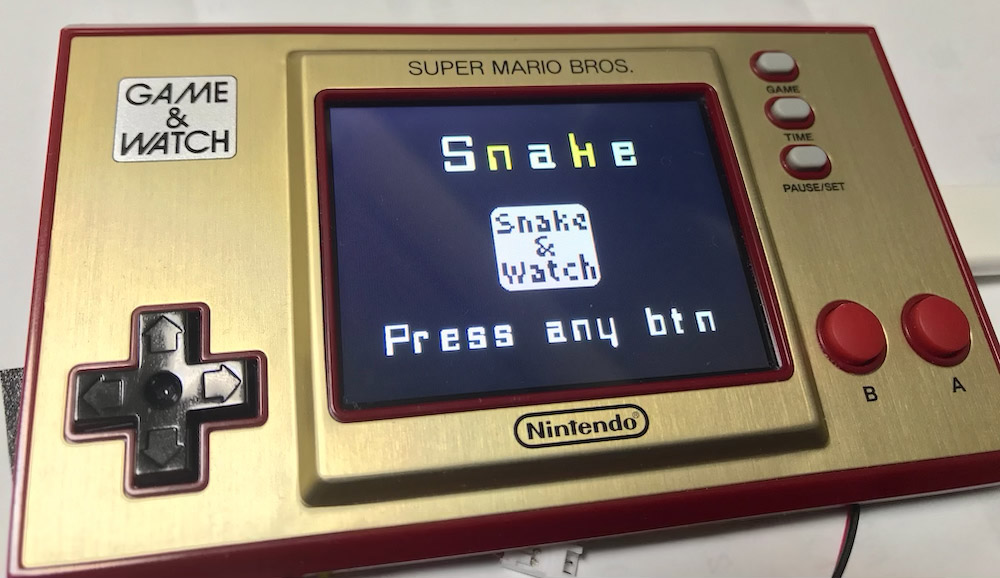 SUPER MARIO BROS.
GAME
&
WATCH
GAME
TIME
PAUSE/SET
Snake
Snake
&
Watch
Press any btn
B
A
Nintendo®